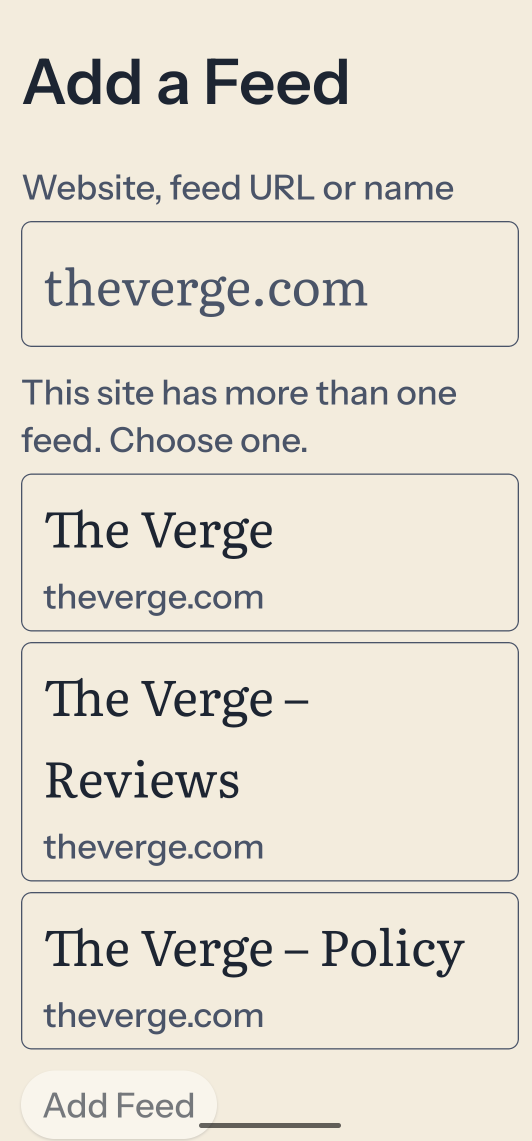 Add a Feed
Website, feed URL or name
theverge.com
This site has more than one
feed. Choose one.
The Verge
theverge.com
The Verge –
Reviews
theverge.com
The Verge – Policy
theverge.com
Add Feed